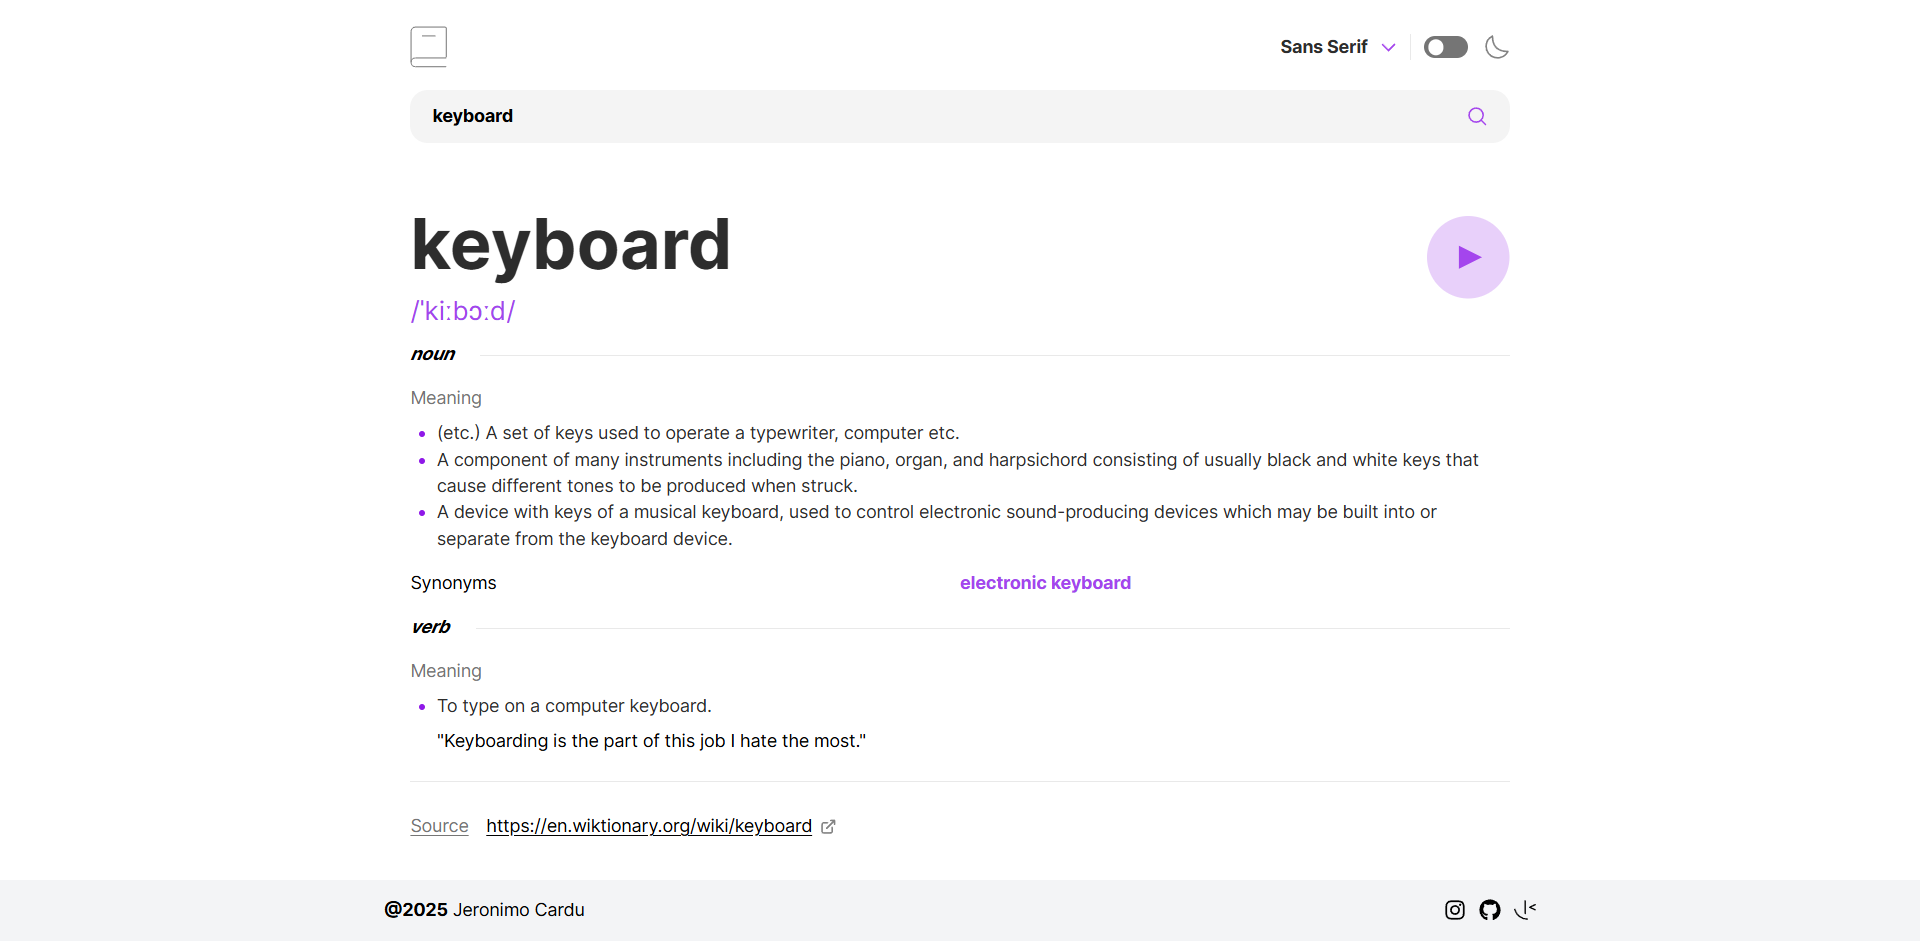 Sans Serif
keyboard
keyboard
/ˈkiːbɔːd/
noun
Meaning
(etc.) A set of keys used to operate a typewriter, computer etc.
A component of many instruments including the piano, organ, and harpsichord consisting of usually black and white keys that
cause different tones to be produced when struck.
A device with keys of a musical keyboard, used to control electronic sound-producing devices which may be built into or
separate from the keyboard device.
Synonyms electronic keyboard
verb
Meaning
To type on a computer keyboard.
"Keyboarding is the part of this job I hate the most."
Source https://en.wiktionary.org/wiki/keyboard
@2025 Jeronimo Cardu